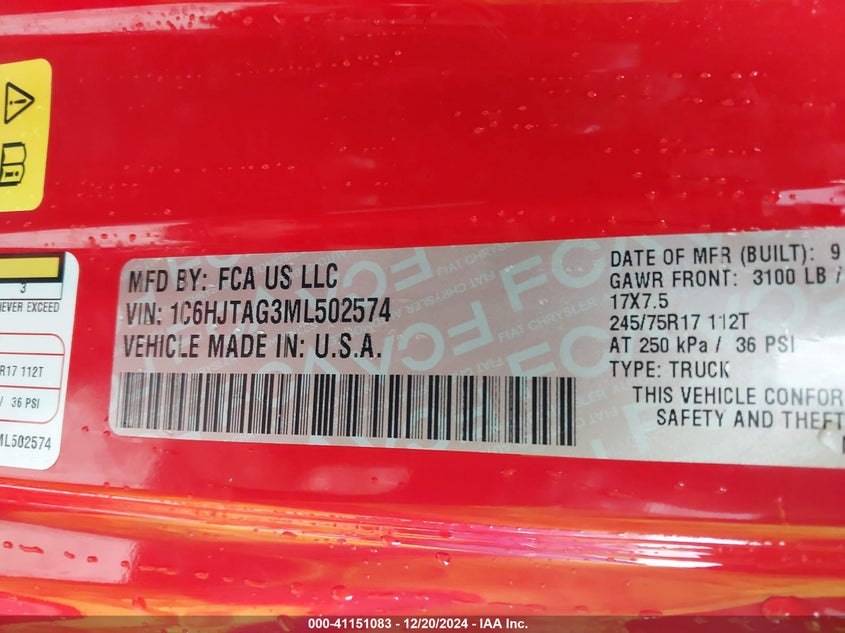 3
NEVER EXCEED
R17 112T
/ 36 PSI
ML502574
MFD BY: FCA US LLC
VIN: 1C6HJTAG3ML502574
VEHICLE MADE IN: U.S.A.
DATE OF MFR (BUILT): 9
GAWR FRONT: 3100 LB /
17X7.5
245/75R17 112T
AT 250 kPa / 36 PSI
TYPE: TRUCK
THIS VEHICLE CONFOR
SAFETY AND THEFT
000-41151083 - 12/20/2024 - IAA Inc.